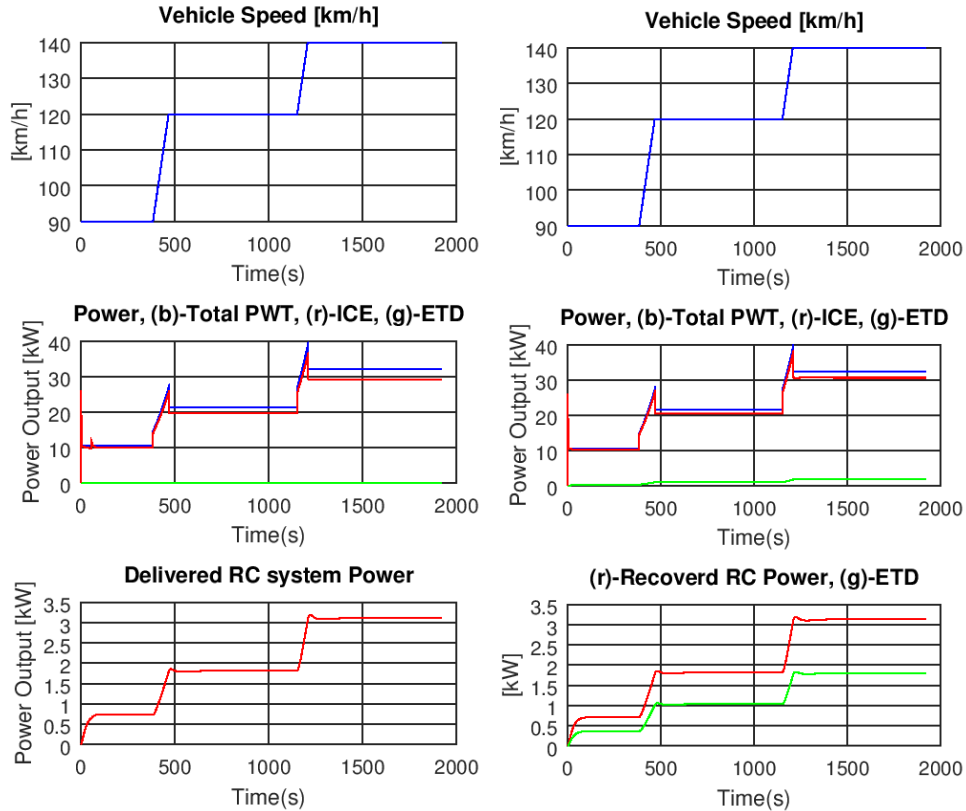 Vehicle Speed [km/h]
[km/h]
140
130
120
110
100
90
0 500 1000 1500 2000
Time(s)
Vehicle Speed [km/h]
[km/h]
140
130
120
110
100
90
0 500 1000 1500 2000
Time(s)
Power, (b)-Total PWT, (r)-ICE, (g)-ETD
Power Output [kW]
40
30
20
10
0
0 500 1000 1500 2000
Time(s)
Power, (b)-Total PWT, (r)-ICE, (g)-ETD
Power Output [kW]
40
30
20
10
0
0 500 1000 1500 2000
Time(s)
Delivered RC system Power
Power Output [kW]
3.5
3
2.5
2
1.5
1
0.5
0
0 500 1000 1500 2000
Time(s)
(r)-Recoverd RC Power, (g)-ETD
[kW]
3.5
3
2.5
2
1.5
1
0.5
0
0 500 1000 1500 2000
Time(s)